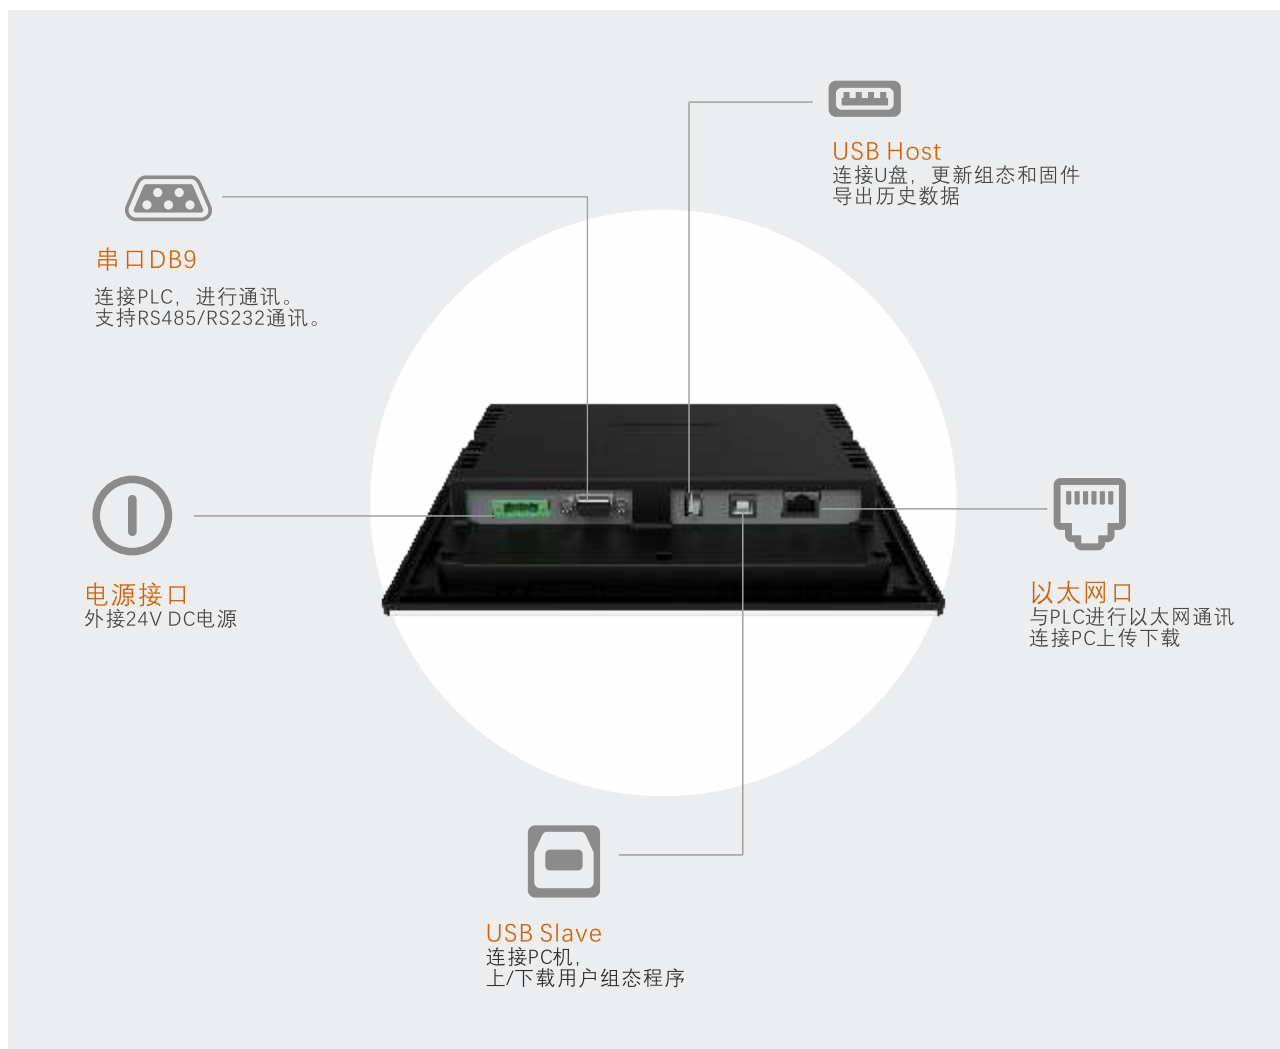 USB Host
连接U盘，更新组态和固件
导出历史数据
串口DB9
连接PLC，进行通讯。
支持RS485/RS232通讯。
电源接口
外接24V DC电源
以太网口
与PLC进行以太网通讯
连接PC上传下载
USB Slave
连接PC机，
上/下载用户组态程序